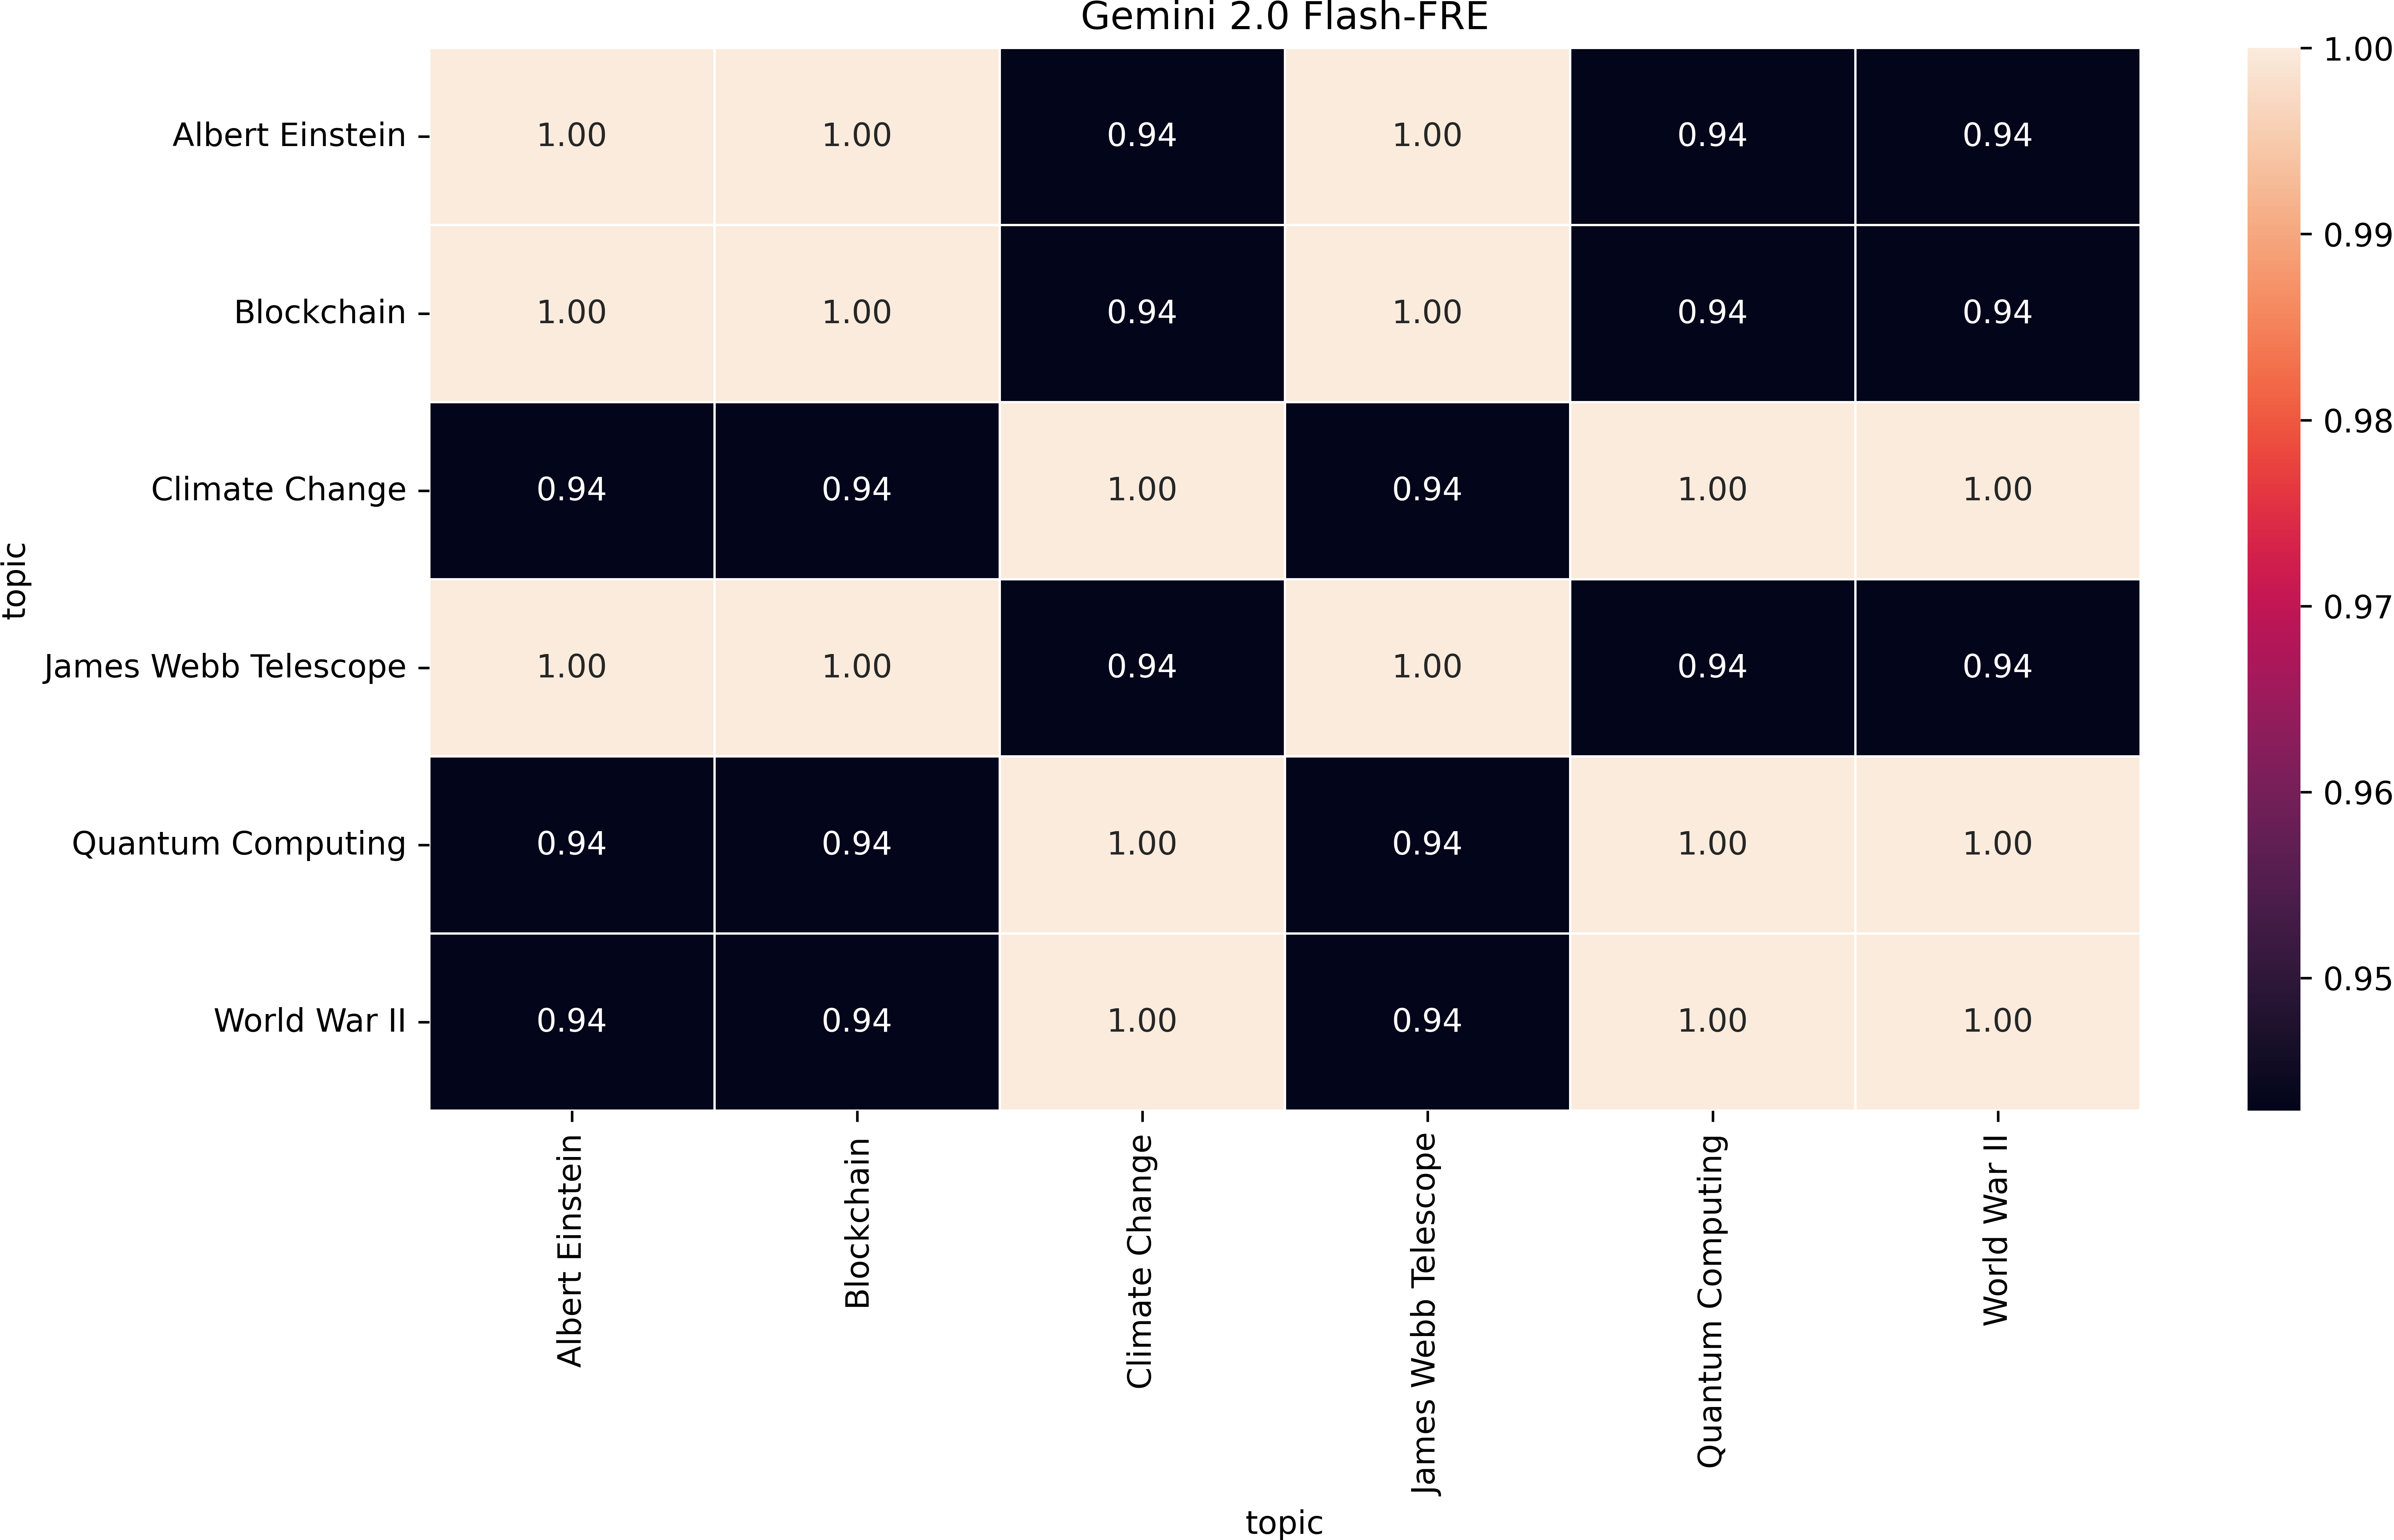 Gemini 2.0 Flash-FRE
Albert Einstein 1.00 1.00 0.94 1.00 0.94 0.94
Blockchain 1.00 1.00 0.94 1.00 0.94 0.94
Climate Change 0.94 0.94 1.00 0.94 1.00 1.00
James Webb Telescope 1.00 1.00 0.94 1.00 0.94 0.94
Quantum Computing 0.94 0.94 1.00 0.94 1.00 1.00
World War II 0.94 0.94 1.00 0.94 1.00 1.00
topic
Albert Einstein
Blockchain
Climate Change
James Webb Telescope
Quantum Computing
World War II
topic
1.00
0.99
0.98
0.97
0.96
0.95